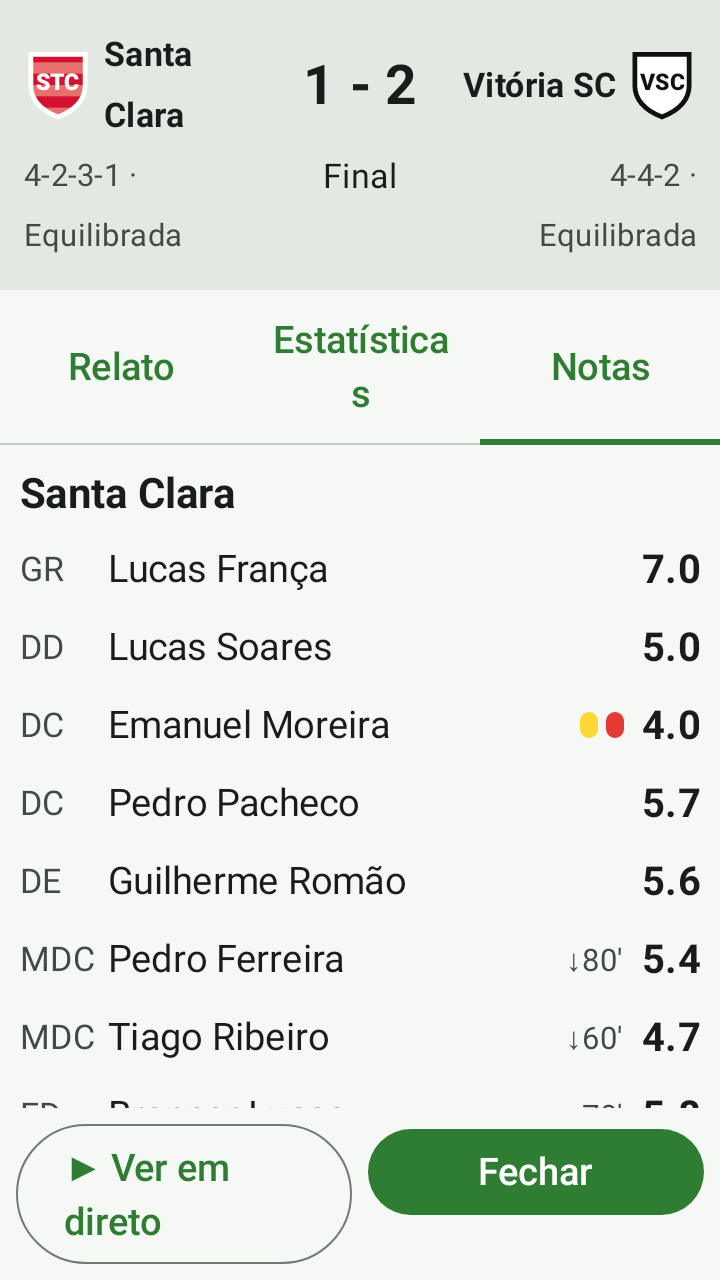 STC
Santa
Clara
1 - 2
Vitória SC
VSC
4-2-3-1 ·
Equilibrada
Final
4-4-2 ·
Equilibrada
Relato
Estatística
s
Notas
Santa Clara
GR Lucas França 7.0
DD Lucas Soares 5.0
DC Emanuel Moreira 4.0
DC Pedro Pacheco 5.7
DE Guilherme Romão 5.6
MDC Pedro Ferreira ↓80' 5.4
MDC Tiago Ribeiro ↓60' 4.7
► Ver em
direto
Fechar